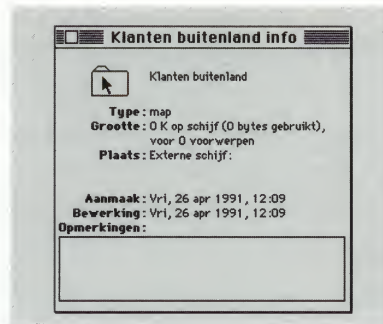 Klanten buitenland info
Klanten buitenland
Type: map
Grootte: 0 K op schijf (0 bytes gebruikt),
voor 0 voorwerpen
Plaats: Externe schijf:
Aanmaak: Vri, 26 apr 1991, 12:09
Bewerking: Vri, 26 apr 1991, 12:09
Opmerkingen: